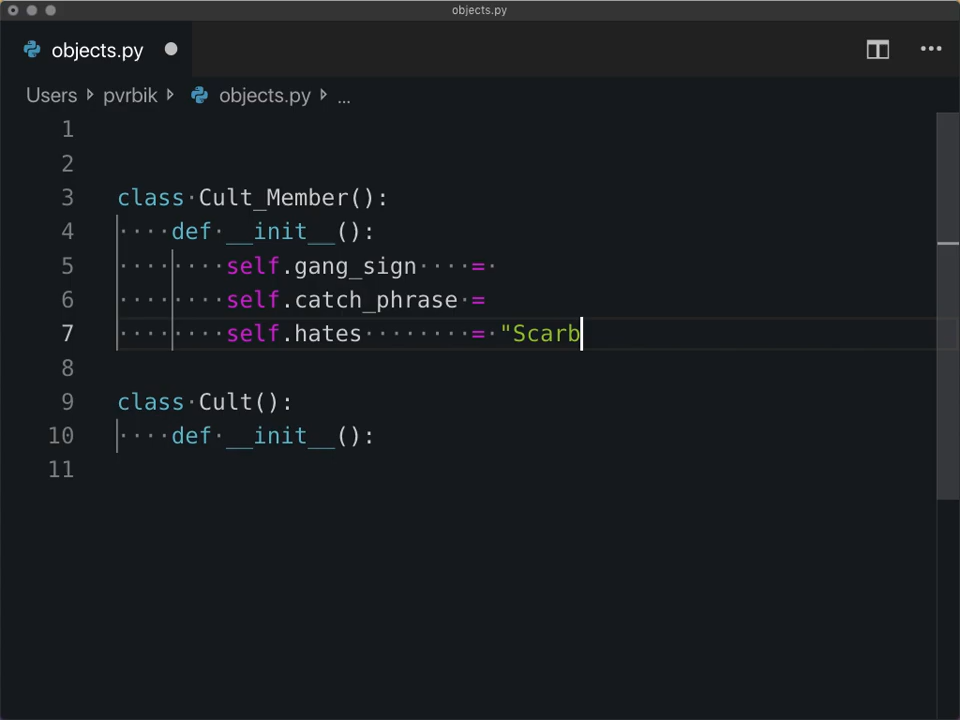 objects.py
objects.py
Users pvrbik objects.py ...
1
2
3 class Cult_Member():
4 def __init__():
5 self.gang_sign =
6 self.catch_phrase =
7 self.hates = "Scarb
8
9 class Cult():
10 def __init__():
11